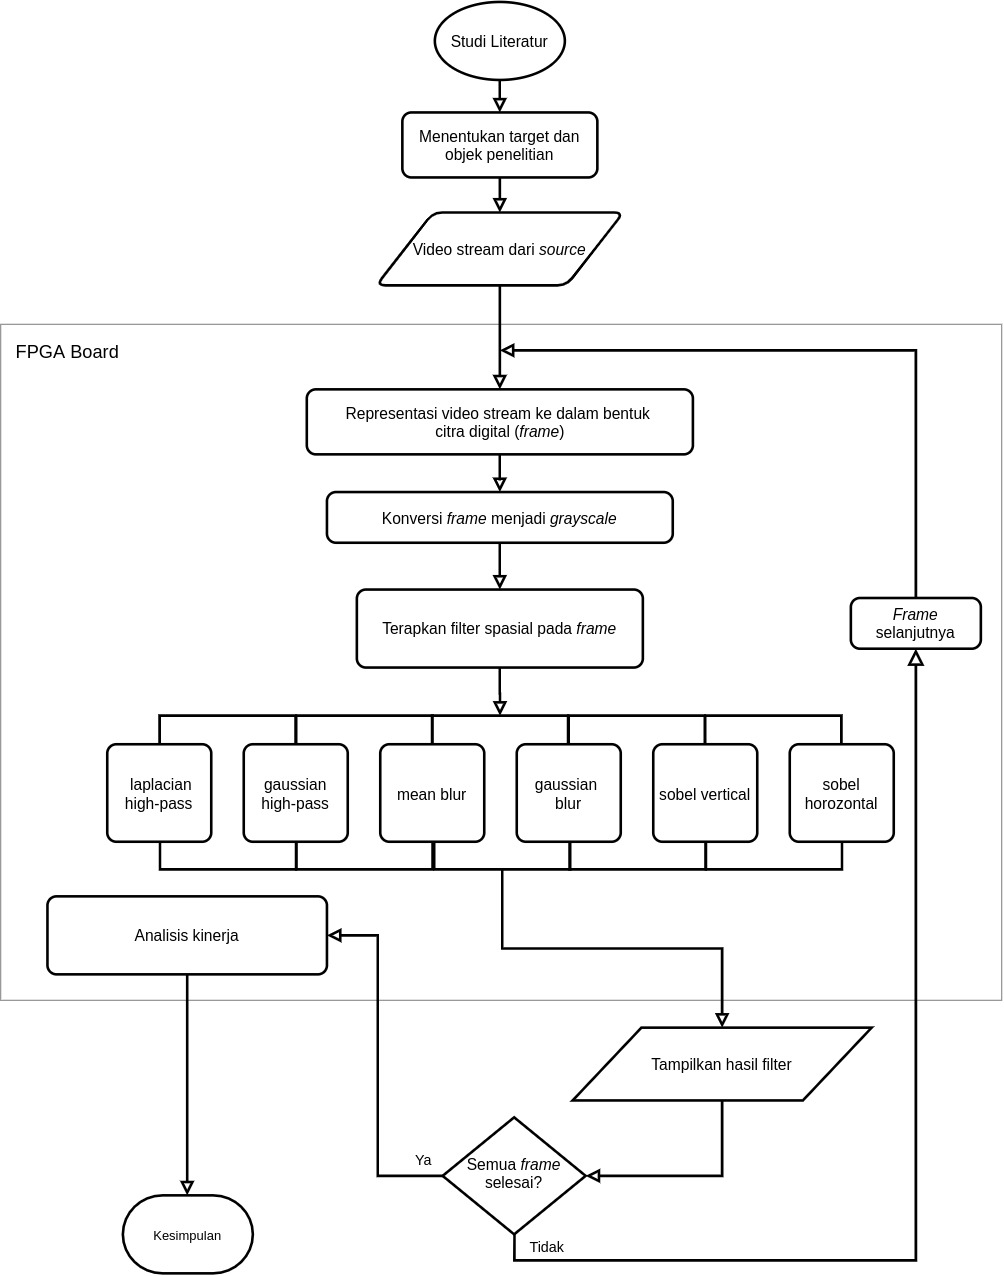 Studi Literatur
Menentukan target dan
objek penelitian
Video stream dari source
FPGA Board
Representasi video stream ke dalam bentuk
citra digital (frame)
Konversi frame menjadi grayscale
Terapkan filter spasial pada frame
Frame
selanjutnya
laplacian
high-pass
gaussian
high-pass
mean blur
gaussian
blur
sobel vertical
sobel
horozontal
Analisis kinerja
Tampilkan hasil filter
Ya
Semua frame
selesai?
Tidak
Kesimpulan